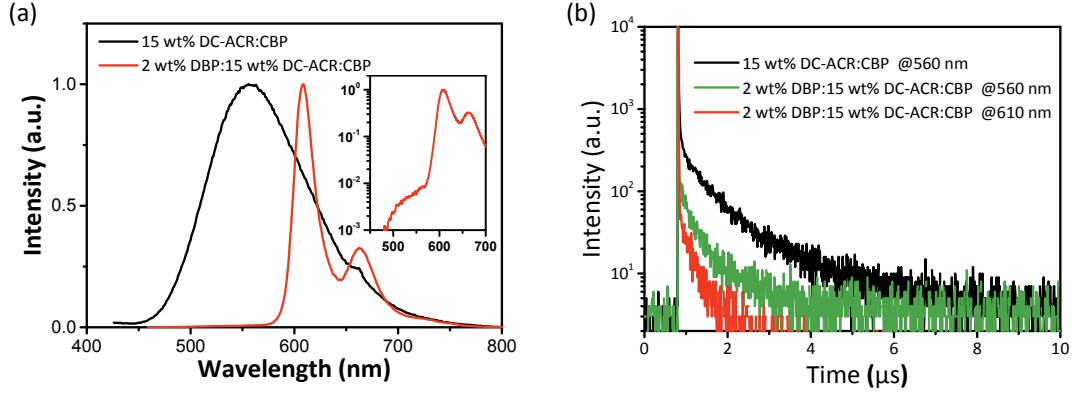 (a)
15 wt% DC-ACR:CBP
2 wt% DBP:15 wt% DC-ACR:CBP
Intensity (a.u.)
1.0
0.5
0.0
400 500 600 700 800
Wavelength (nm)
10⁰
10⁻¹
10⁻²
10⁻³
500 600 700
(b)
15 wt% DC-ACR:CBP @560 nm
2 wt% DBP:15 wt% DC-ACR:CBP @560 nm
2 wt% DBP:15 wt% DC-ACR:CBP @610 nm
Intensity (a.u.)
10⁴
10³
10²
10¹
0 2 4 6 8 10
Time (µs)